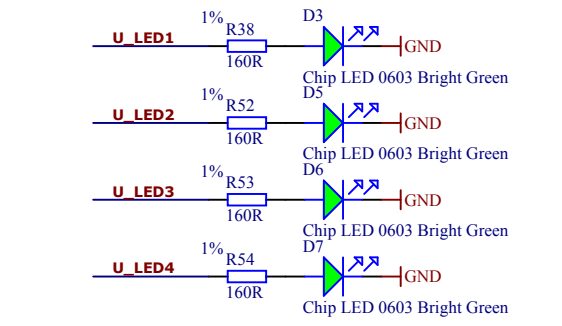 1%
R38
D3
U_LED1
GND
160R
Chip LED 0603 Bright Green
1%
R52
D5
U_LED2
GND
160R
Chip LED 0603 Bright Green
1%
R53
D6
U_LED3
GND
160R
Chip LED 0603 Bright Green
1%
R54
D7
U_LED4
GND
160R
Chip LED 0603 Bright Green